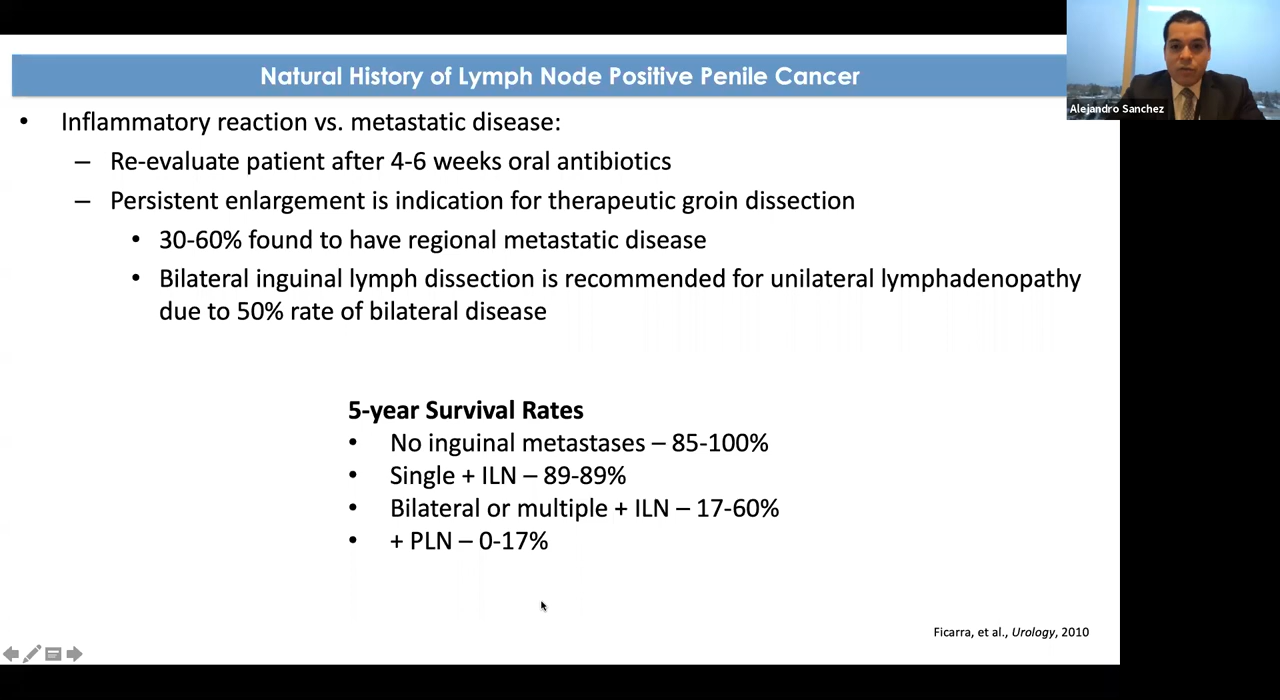 Natural History of Lymph Node Positive Penile Cancer
Alejandro Sanchez
• Inflammatory reaction vs. metastatic disease:
– Re-evaluate patient after 4-6 weeks oral antibiotics
– Persistent enlargement is indication for therapeutic groin dissection
• 30-60% found to have regional metastatic disease
• Bilateral inguinal lymph dissection is recommended for unilateral lymphadenopathy
due to 50% rate of bilateral disease
5-year Survival Rates
• No inguinal metastases – 85-100%
• Single + ILN – 89-89%
• Bilateral or multiple + ILN – 17-60%
• + PLN – 0-17%
Ficarra, et al., Urology, 2010